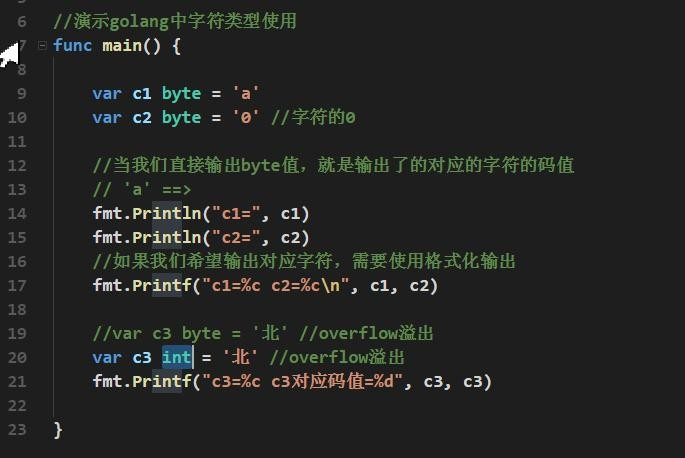 6 //演示golang中字符类型使用
7 func main() {
8
9 var c1 byte = 'a'
10 var c2 byte = '0' //字符的0
11
12 //当我们直接输出byte值，就是输出了的对应的字符的码值
13 // 'a' ==>
14 fmt.Println("c1=", c1)
15 fmt.Println("c2=", c2)
16 //如果我们希望输出对应字符，需要使用格式化输出
17 fmt.Printf("c1=%c c2=%c\n", c1, c2)
18
19 //var c3 byte = '北' //overflow溢出
20 var c3 int = '北' //overflow溢出
21 fmt.Printf("c3=%c c3对应码值=%d", c3, c3)
22
23 }